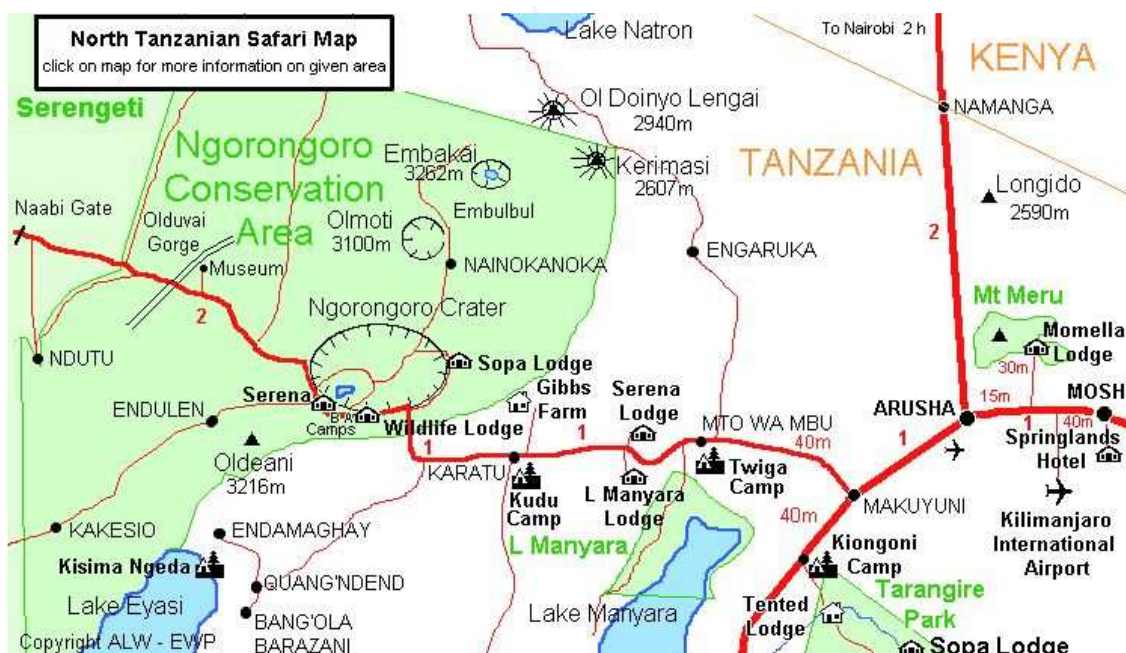 North Tanzanian Safari Map
click on map for more information on given area
Lake Natron
To Nairobi 2 h
KENYA
NAMANGA
TANZANIA
Serengeti
Ngorongoro
Conservation
Area
Ol Doinyo Lengai
2940m
Kerimasi
2607m
Embakai
3262m
Embulbul
Olmoti
3100m
Longido
2590m
Naabi Gate
Olduvai
Gorge
Museum
NAINOKANOKA
ENGARUKA
2
2
Ngorongoro Crater
Mt Meru
Momella
Lodge
30m
NDUTU
Sopa Lodge
Gibbs
Farm
Serena
Lodge
Serena
B A
Camps
Wildlife Lodge
ENDULEN
MTO WA MBU
ARUSHA
15m
MOSH
1
40m
Springlands
Hotel
1
1
40m
1
Oldeani
3216m
KARATU
Kudu
Camp
L Manyara
Lodge
Twiga
Camp
MAKUYUNI
40m
Kilimanjaro
International
Airport
KAKESIO
ENDAMAGHAY
L Manyara
Kiongoni
Camp
Kisima Ngeda
QUANG'NDEND
Lake Eyasi
BANG'OLA
BARAZANI
Lake Manyara
Tented
Lodge
Tarangire
Park
Sopa Lodge
Copyright ALW - EWP